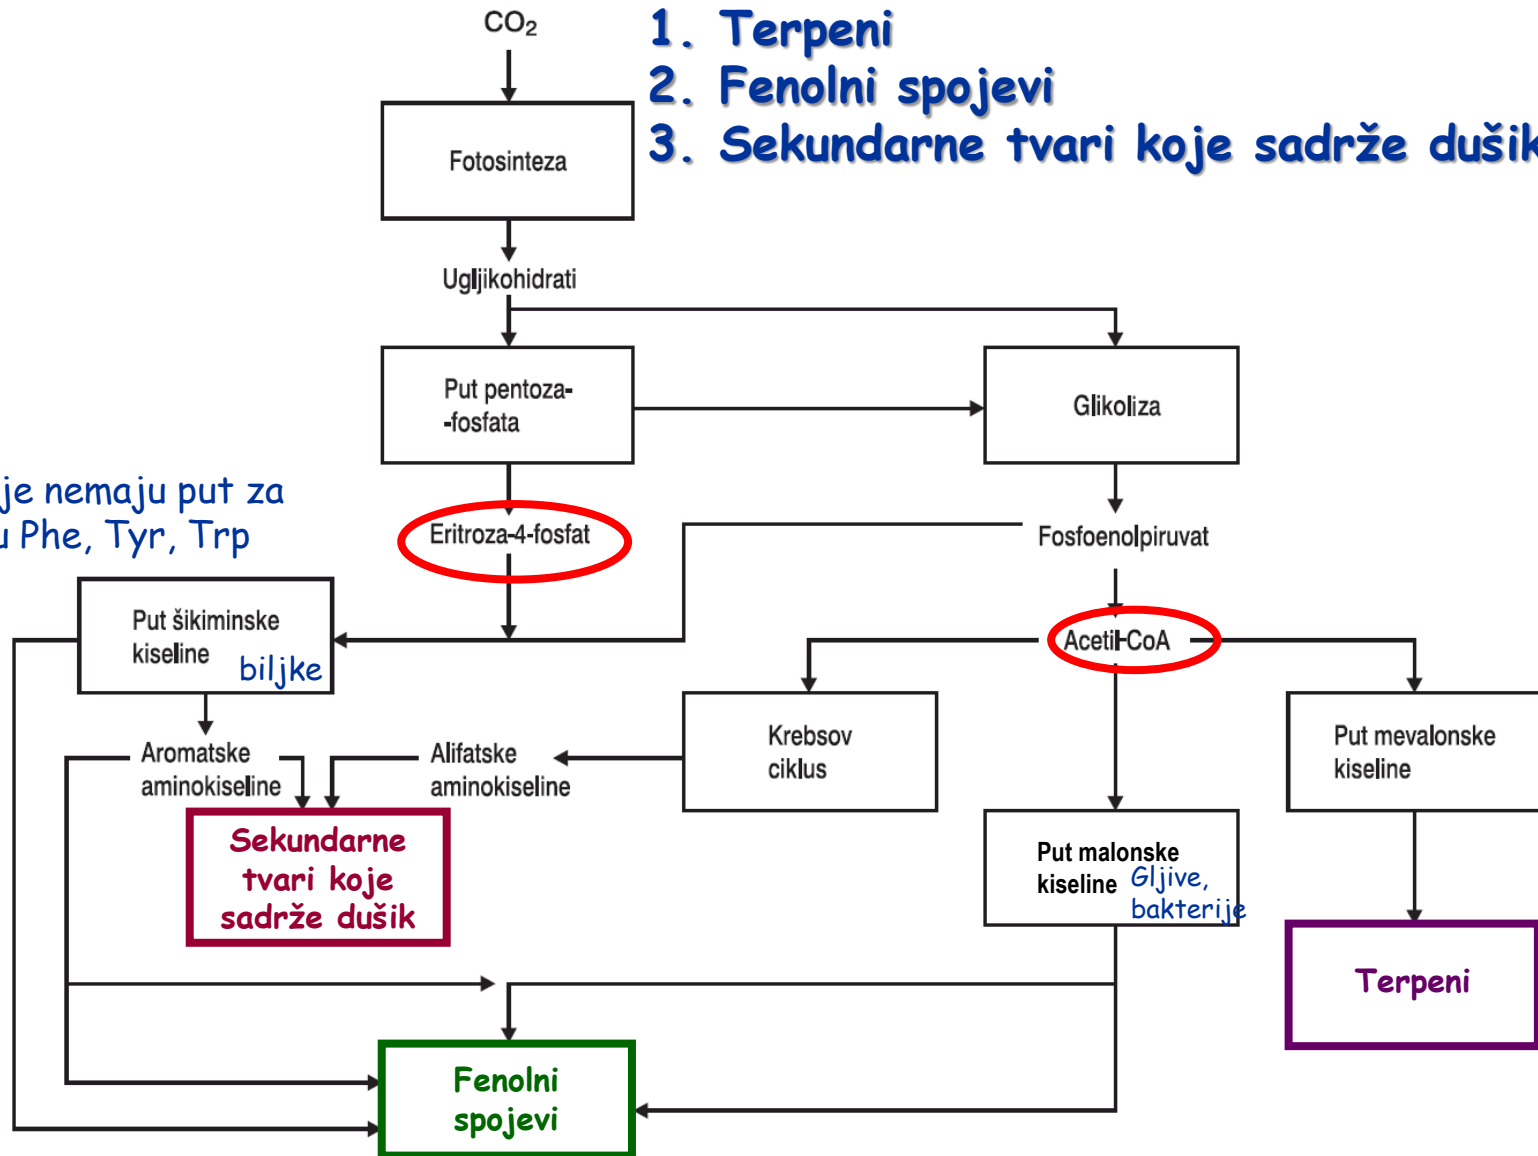 CO₂
1. Terpeni
2. Fenolni spojevi
3. Sekundarne tvari koje sadrže dušik
Fotosinteza
Ugljikohidrati
Put pentoza-
-fosfata
Glikoliza
je nemaju put za
u Phe, Tyr, Trp
Eritroza-4-fosfat
Fosfoenolpiruvat
Put šikiminske
kiseline
biljke
Acetil-CoA
Aromatske
aminokiseline
Alifatske
aminokiseline
Krebsov
ciklus
Put mevalonske
kiseline
Sekundarne
tvari koje
sadrže dušik
Put malonske
kiseline
Gljive,
bakterije
Terpeni
Fenolni
spojevi